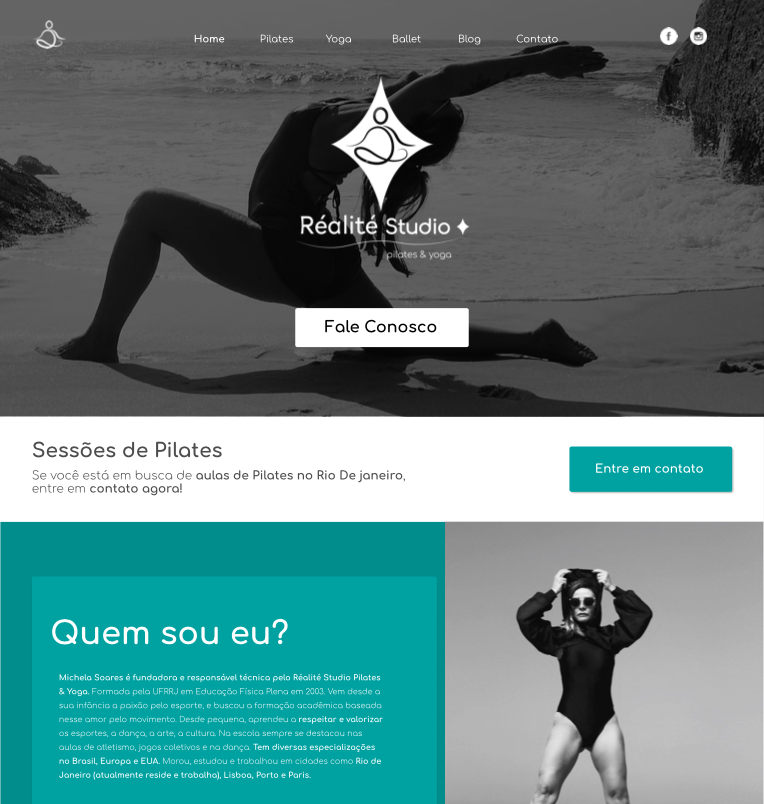 Home Pilates Yoga Ballet Blog Contato
Réalité Studio
pilates & yoga
Fale Conosco
Sessões de Pilates
Se você está em busca de aulas de Pilates no Rio De janeiro,
entre em contato agora!
Entre em contato
Quem sou eu?
Michela Soares é fundadora e responsável técnica pelo Réalité Studio Pilates
& Yoga. Formada pela UFRRJ em Educação Física Plena em 2003. Vem desde a
sua infância a paixão pelo esporte, e buscou a formação acadêmica baseada
nesse amor pelo movimento. Desde pequena, aprendeu a respeitar e valorizar
os esportes, a dança, a arte, a cultura. Na escola sempre se destacou nas
aulas de atletismo, jogos coletivos e na dança. Tem diversas especializações
no Brasil, Europa e EUA. Morou, estudou e trabalhou em cidades como Rio de
Janeiro (atualmente reside e trabalha), Lisboa, Porto e Paris.